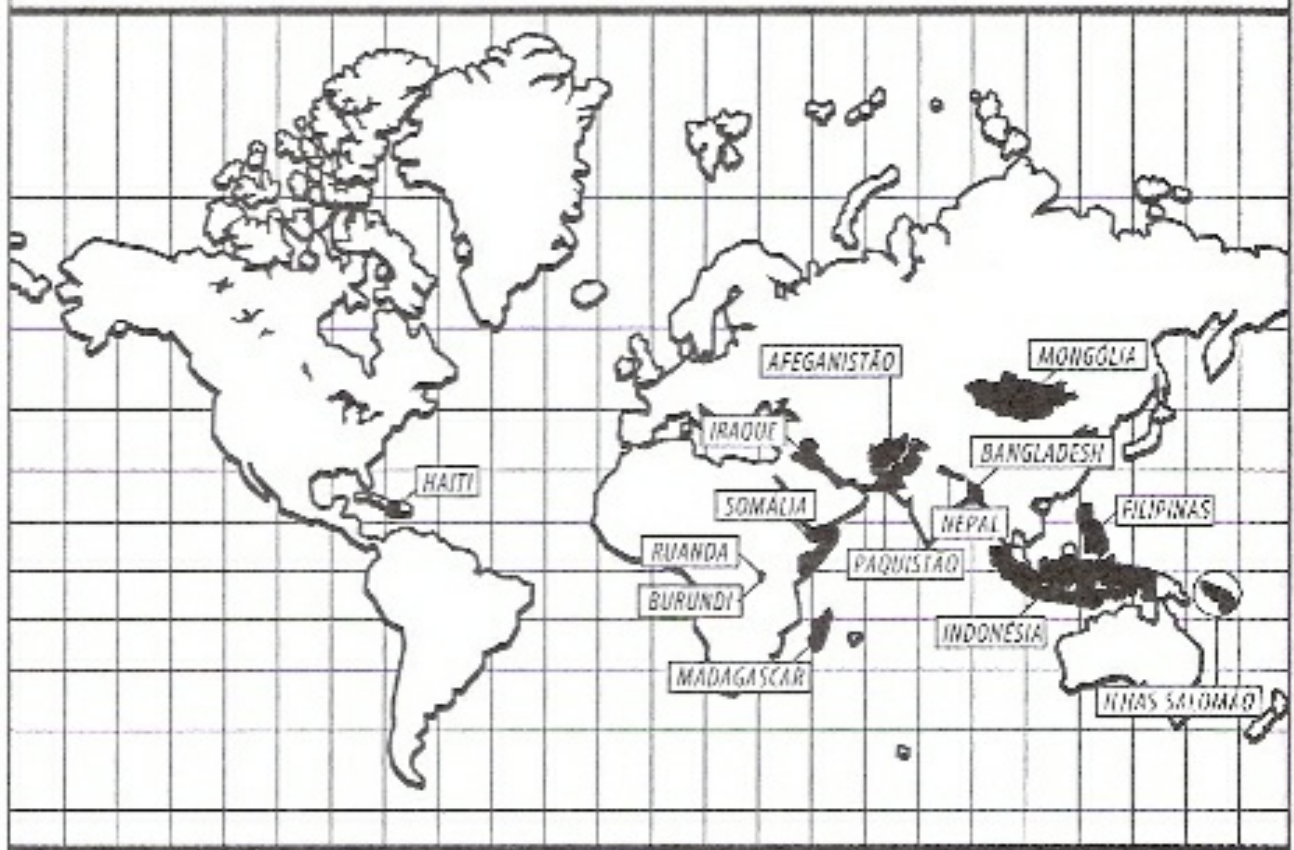 AFEGANISTÃO
MONGÓLIA
IRAQUE
BANGLADESH
HAITI
SOMÁLIA
FILIPINAS
NEPAL
RUANDA
PAQUISTÃO
BURUNDI
INDONÉSIA
MADAGASCAR
ILHAS SALOMÃO